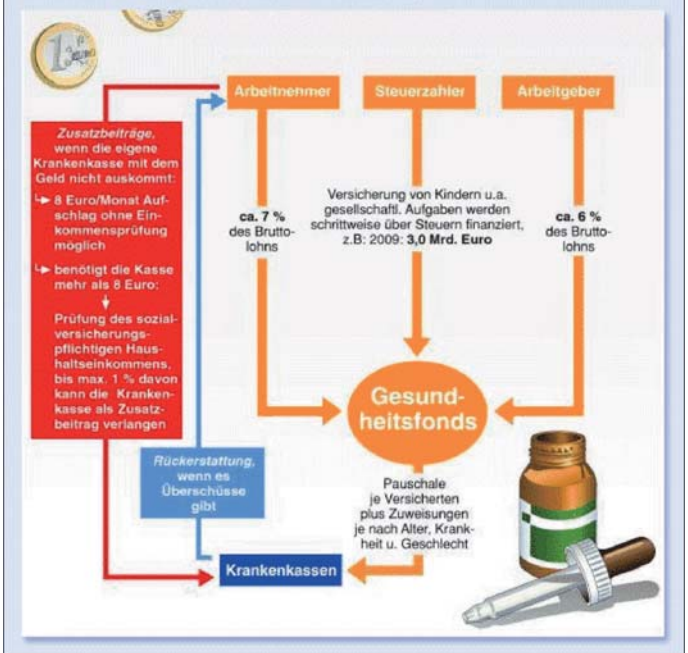 1 EURO
Arbeitnehmer
Steuerzahler
Arbeitgeber
Zusatzbeiträge,
wenn die eigene
Krankenkasse mit dem
Geld nicht auskommt:
8 Euro/Monat Auf-
schlag ohne Ein-
kommensprüfung
möglich
benötigt die Kasse
mehr als 8 Euro:
Prüfung des sozial-
versicherungs-
pflichtigen Haus-
haltseinkommens,
bis max. 1 % davon
kann die Kranken-
kasse als Zusatz-
beitrag verlangen
ca. 7 %
des Brutto-
lohns
Versicherung von Kindern u.a.
gesellschaftl. Aufgaben werden
schrittweise über Steuern finanziert,
z.B: 2009: 3,0 Mrd. Euro
ca. 6 %
des Brutto-
lohns
Gesund-
heitsfonds
Rückerstattung,
wenn es
Überschüsse
gibt
Pauschale
je Versicherten
plus Zuweisungen
je nach Alter, Krank-
heit u. Geschlecht
Krankenkassen